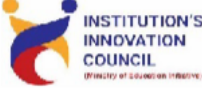 INSTITUTION'S
INNOVATION
COUNCIL
(Ministry of Education Initiative)